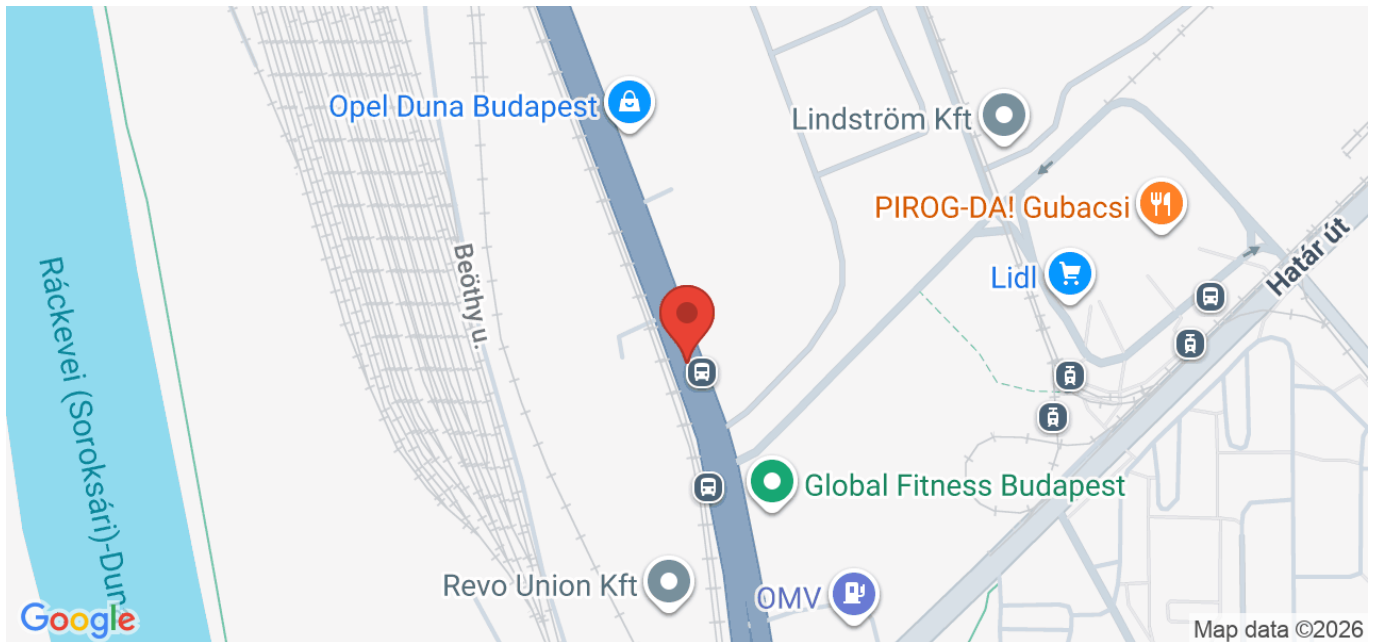 Opel Duna Budapest
Lindström Kft
PIROG-DA! Gubacsi
Határ út
Lidl
Beöthy u.
Ráckevei (Soroksári)-Dun
Global Fitness Budapest
Revo Union Kft
OMV
Google
Map data ©2026